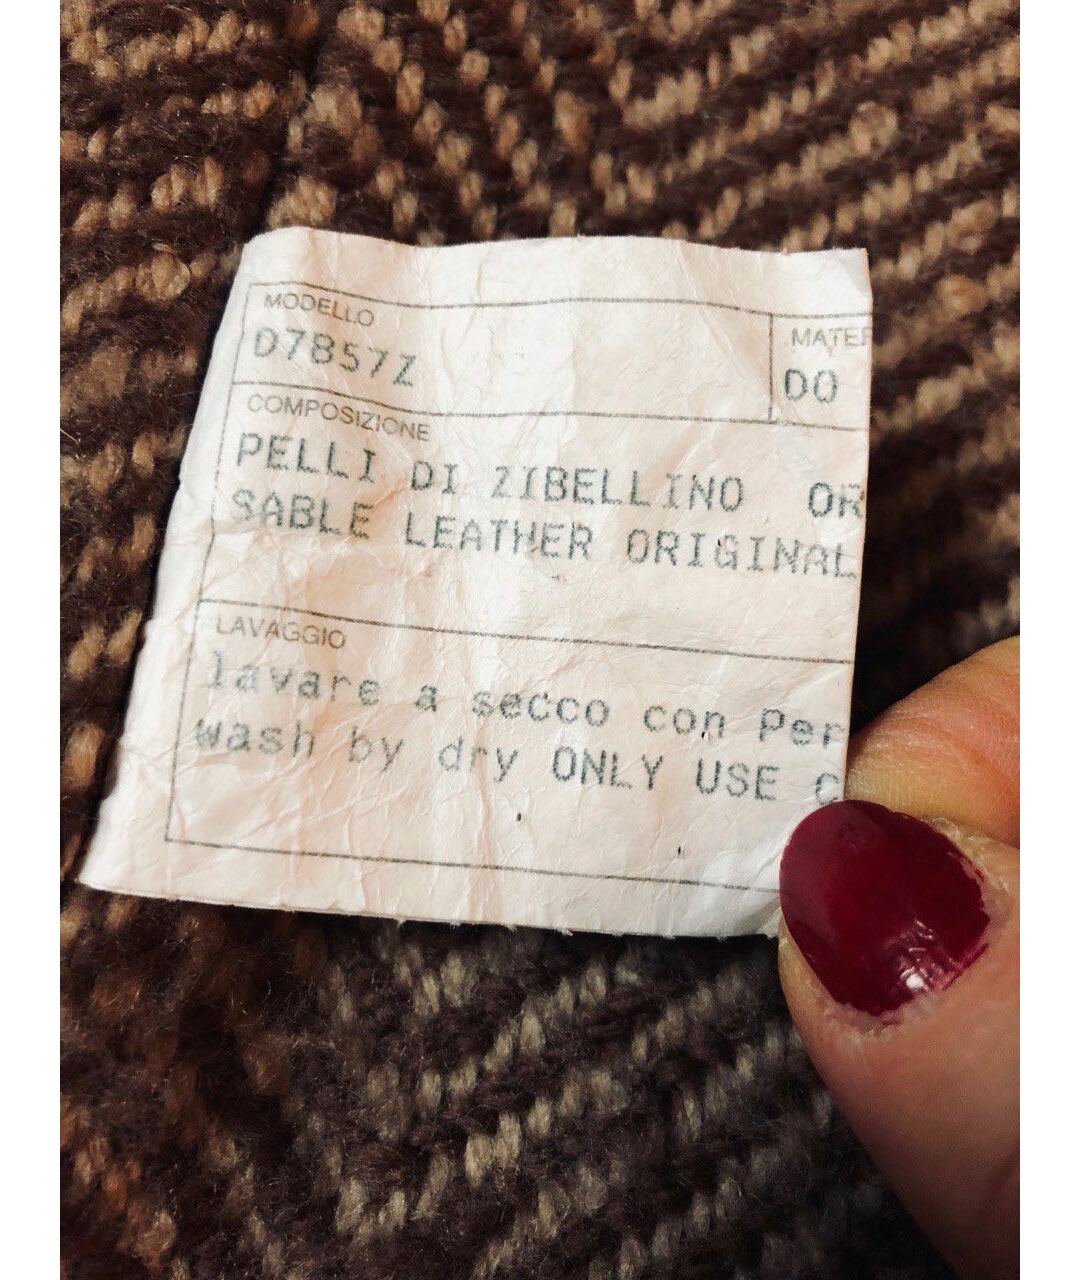 MODELLO
D7857Z
MATER
DO
COMPOSIZIONE
PELLI DI ZIBELLINO OR
SABLE LEATHER ORIGINAL
LAVAGGIO
lavare a secco con Per
wash by dry ONLY USE C